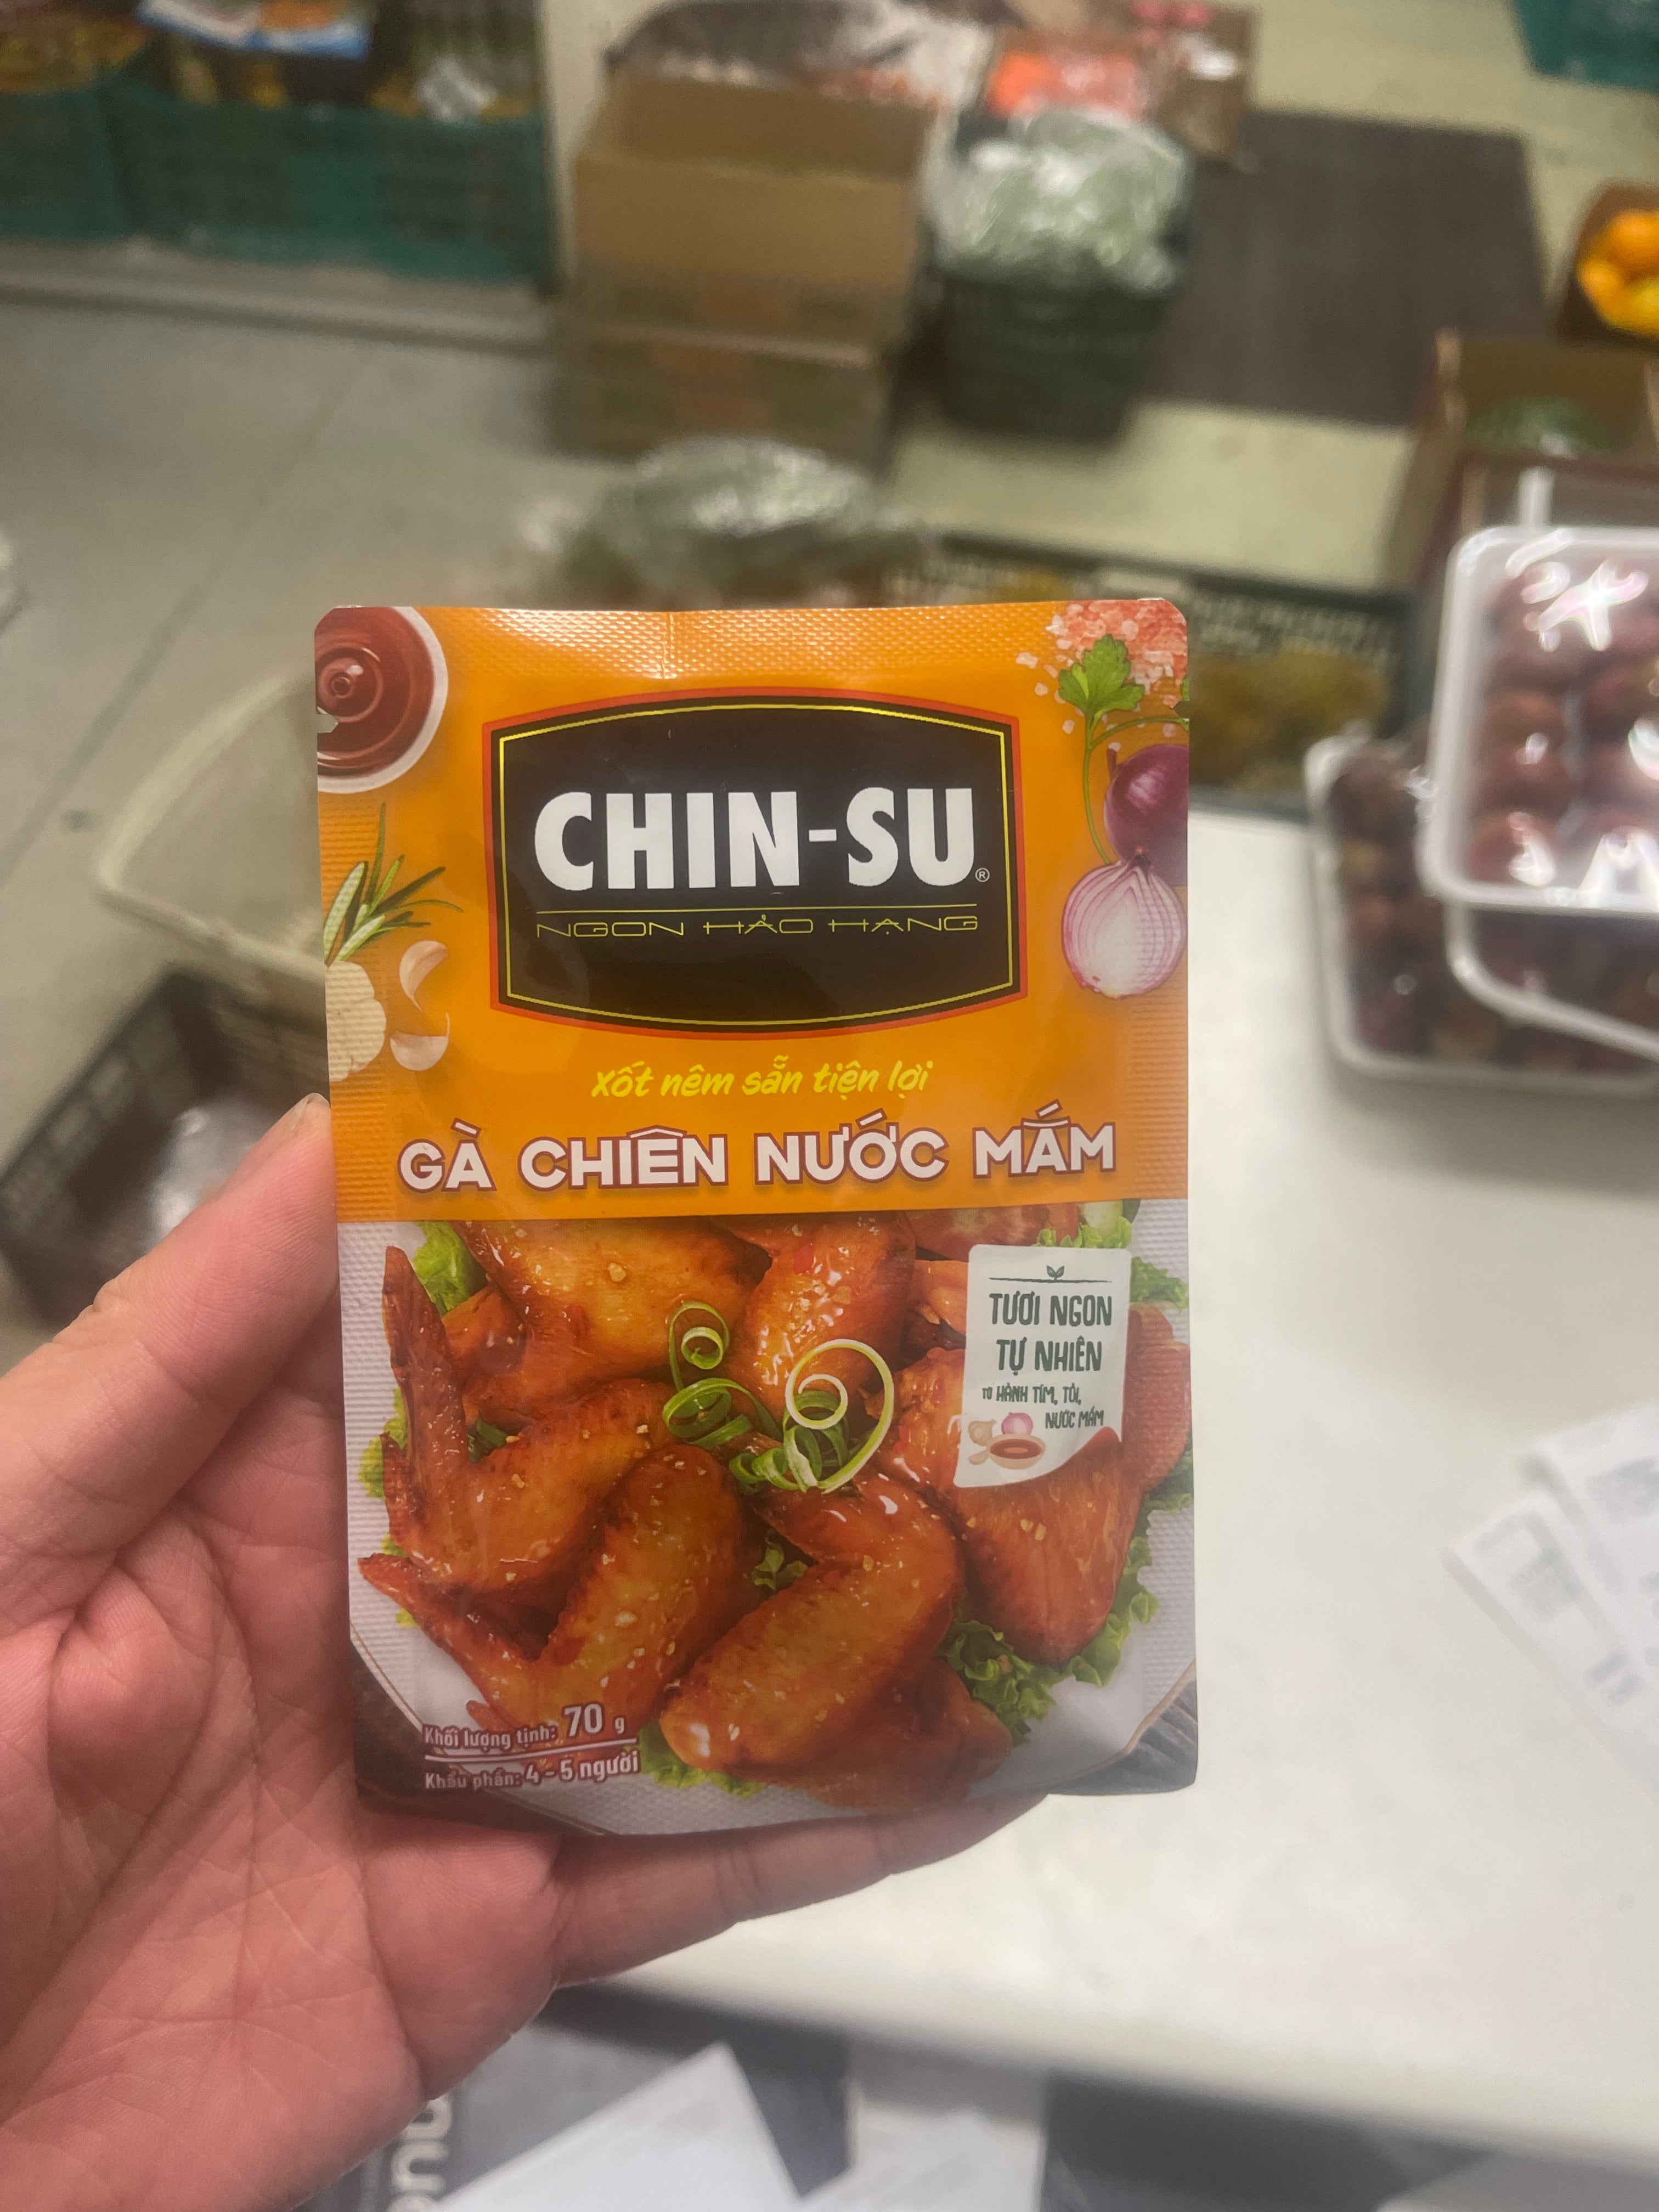 CHIN-SU®
NGON HẢO HẠNG
Xốt nêm sẵn tiện lợi
GÀ CHIÊN NƯỚC MẮM
TƯƠI NGON
TỰ NHIÊN
TỪ HÀNH TÍM, TỎI,
NƯỚC MẮM
Khối lượng tịnh: 70 g
Khẩu phần: 4 - 5 người